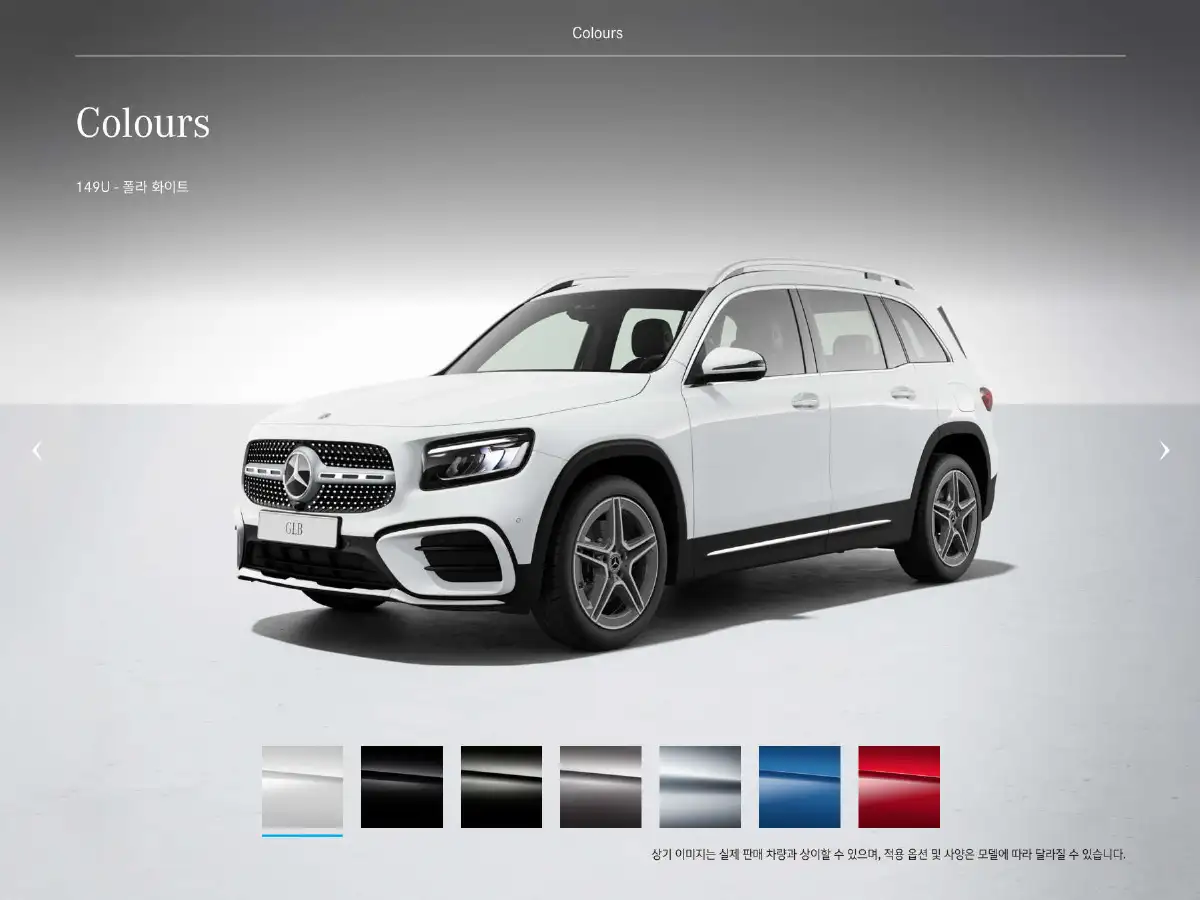 Colours
Colours
149U - 폴라 화이트
GLB
상기 이미지는 실제 판매 차량과 상이할 수 있으며, 적용 옵션 및 사양은 모델에 따라 달라질 수 있습니다.